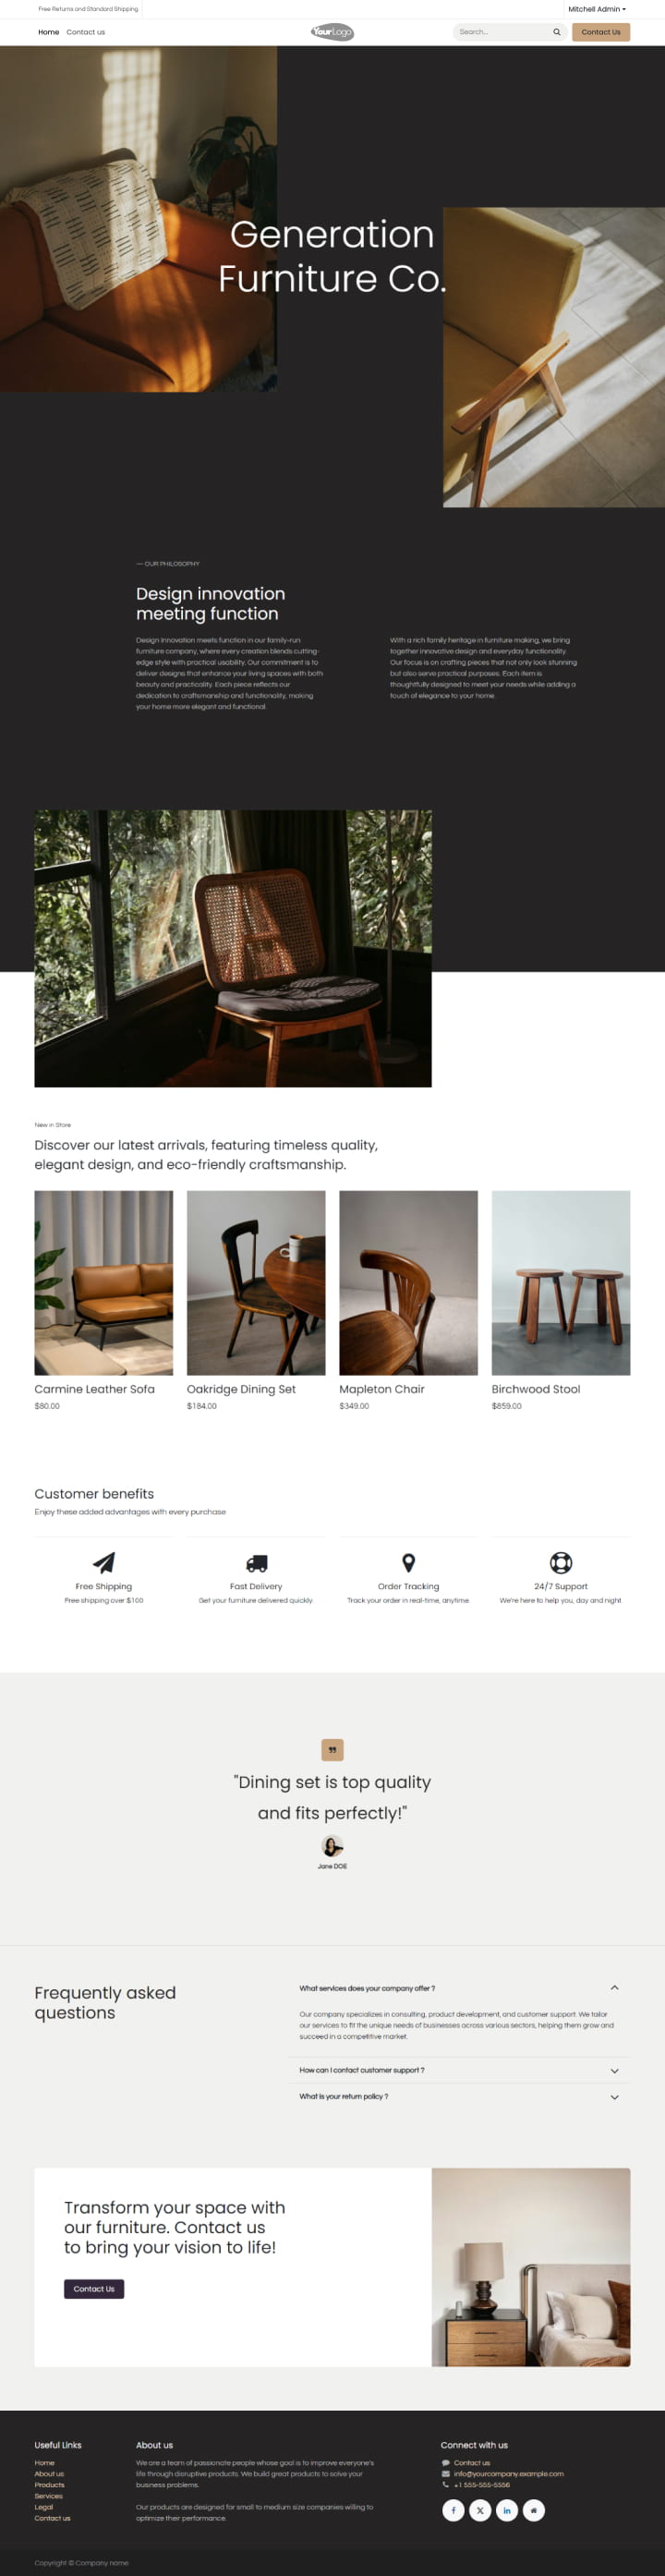 Free Returns and Standard Shipping
Mitchell Admin
Home Contact us
YourLogo
Search...
Contact Us
Generation
Furniture Co.
— OUR PHILOSOPHY
Design innovation
meeting function
Design Innovation meets function in our family-run
furniture company, where every creation blends cutting-
edge style with practical usability. Our commitment is to
deliver designs that enhance your living spaces with both
beauty and practicality. Each piece reflects our
dedication to craftsmanship and functionality, making
your home more elegant and functional.
With a rich family heritage in furniture making, we bring
together innovative design and everyday functionality.
Our focus is on crafting pieces that not only look stunning
but also serve practical purposes. Each item is
thoughtfully designed to meet your needs while adding a
touch of elegance to your home.
New in Store
Discover our latest arrivals, featuring timeless quality,
elegant design, and eco-friendly craftsmanship.
Carmine Leather Sofa
$80.00
Oakridge Dining Set
$184.00
Mapleton Chair
$349.00
Birchwood Stool
$859.00
Customer benefits
Enjoy these added advantages with every purchase
Free Shipping
Free shipping over $100
Fast Delivery
Get your furniture delivered quickly.
Order Tracking
Track your order in real-time, anytime.
24/7 Support
We're here to help you, day and night
"Dining set is top quality
and fits perfectly!"
Jane DOE
Frequently asked
questions
What services does your company offer ?
Our company specializes in consulting, product development, and customer support. We tailor
our services to fit the unique needs of businesses across various sectors, helping them grow and
succeed in a competitive market.
How can I contact customer support ?
What is your return policy ?
Transform your space with
our furniture. Contact us
to bring your vision to life!
Contact Us
Useful Links
Home
About us
Products
Services
Legal
Contact us
About us
We are a team of passionate people whose goal is to improve everyone's
life through disruptive products. We build great products to solve your
business problems.
Our products are designed for small to medium size companies willing to
optimize their performance.
Connect with us
Contact us
info@yourcompany.example.com
+1 555-555-5556
Copyright © Company name